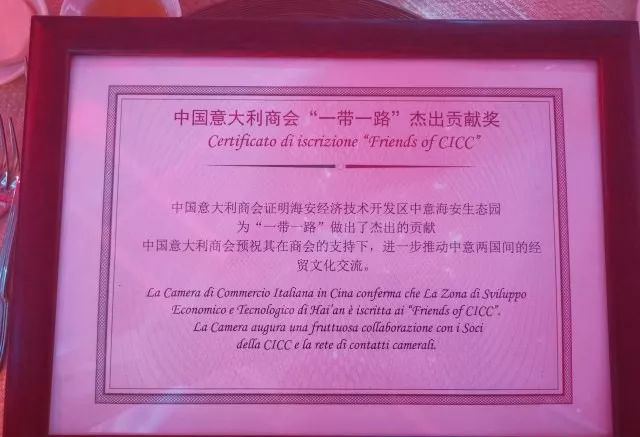 中国意大利商会“一带一路”杰出贡献奖
Certificato di iscrizione “Friends of CICC”
中国意大利商会证明海安经济技术开发区中意海安生态园
为“一带一路”做出了杰出的贡献
中国意大利商会预祝其在商会的支持下，进一步推动中意两国间的经
贸文化交流。
La Camera di Commercio Italiana in Cina conferma che La Zona di Sviluppo
Economico e Tecnologico di Hai’an è iscritta ai “Friends of CICC”.
La Camera augura una fruttuosa collaborazione con i Soci
della CICC e la rete di contatti camerali.